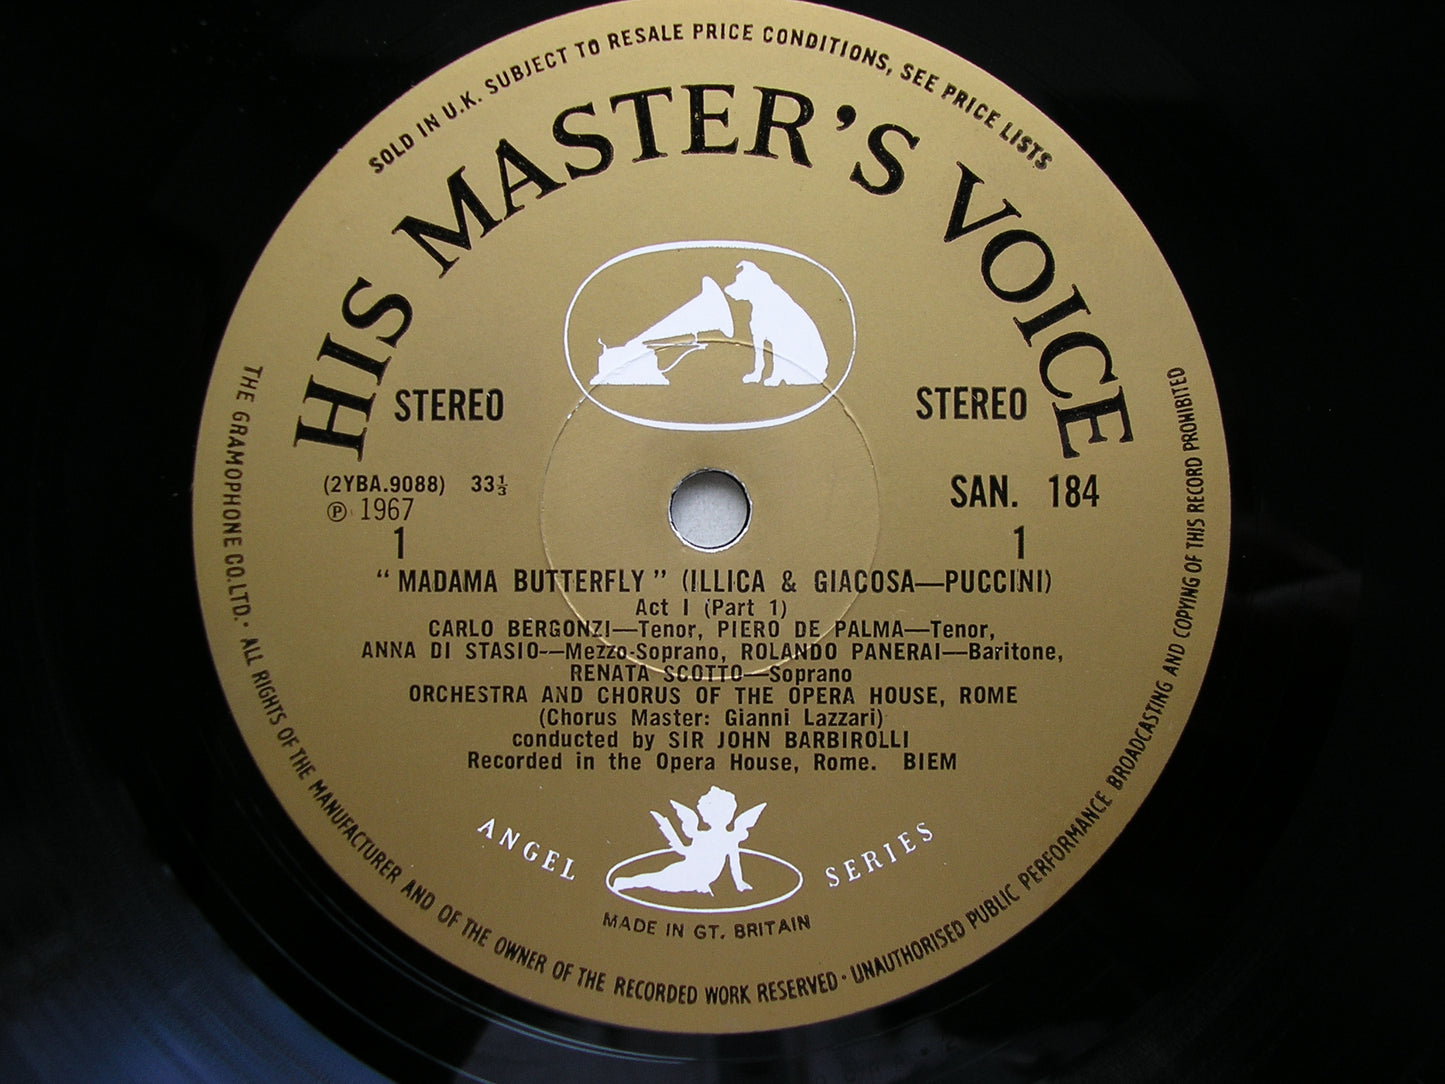 SOLD IN U.K. SUBJECT TO RESALE PRICE CONDITIONS, SEE PRICE LISTS
HIS MASTER'S VOICE
STEREO STEREO
(2YBA.9088) 33⅓ SAN. 184
℗ 1967
1 1
"MADAMA BUTTERFLY" (ILLICA & GIACOSA—PUCCINI)
Act I (Part 1)
CARLO BERGONZI—Tenor, PIERO DE PALMA—Tenor,
ANNA DI STASIO—Mezzo-Soprano, ROLANDO PANERAI—Baritone,
RENATA SCOTTO—Soprano
ORCHESTRA AND CHORUS OF THE OPERA HOUSE, ROME
(Chorus Master: Gianni Lazzari)
conducted by SIR JOHN BARBIROLLI
Recorded in the Opera House, Rome. BIEM
ANGEL SERIES
MADE IN GT. BRITAIN
THE GRAMOPHONE CO. LTD. · ALL RIGHTS OF THE MANUFACTURER AND OF THE OWNER OF THE RECORDED WORK RESERVED · UNAUTHORISED PUBLIC PERFORMANCE BROADCASTING AND COPYING OF THIS RECORD PROHIBITED